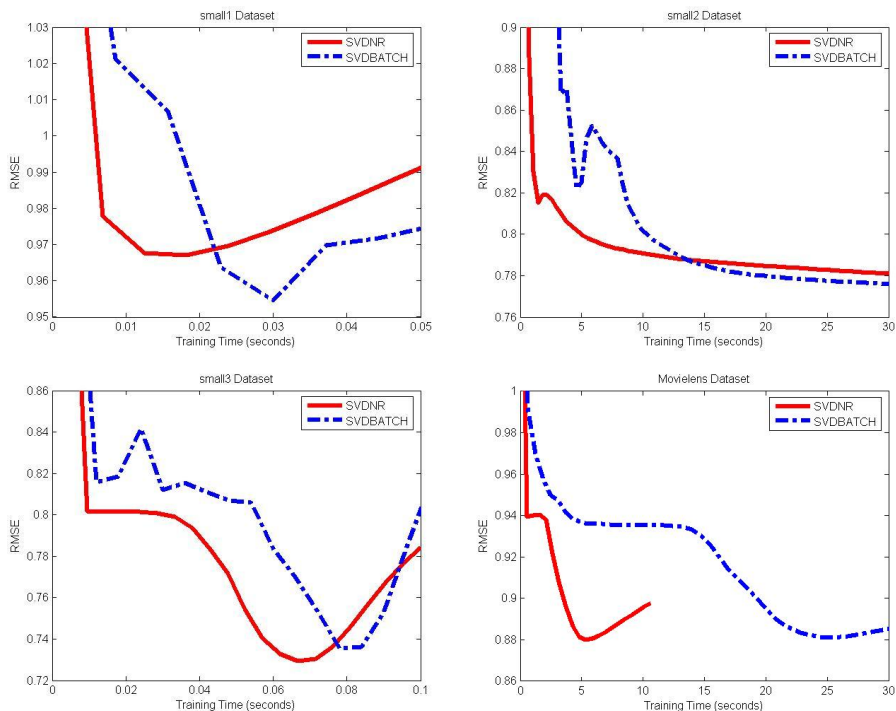 small1 Dataset
1.03
1.02
1.01
1
0.99
0.98
0.97
0.96
0.95
RMSE
SVDNR
SVDBATCH
0
0.01
0.02
0.03
0.04
0.05
Training Time (seconds)
small2 Dataset
0.9
0.88
0.86
0.84
0.82
0.8
0.78
0.76
RMSE
SVDNR
SVDBATCH
0
5
10
15
20
25
30
Training Time (seconds)
small3 Dataset
0.86
0.84
0.82
0.8
0.78
0.76
0.74
0.72
RMSE
SVDNR
SVDBATCH
0
0.02
0.04
0.06
0.08
0.1
Training Time (seconds)
Movielens Dataset
1
0.98
0.96
0.94
0.92
0.9
0.88
0.86
RMSE
SVDNR
SVDBATCH
0
5
10
15
20
25
30
Training Time (seconds)